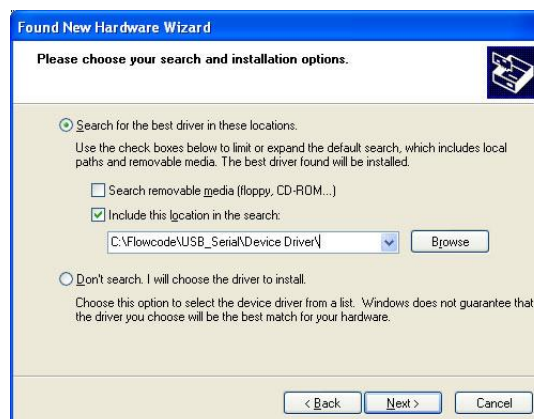 Found New Hardware Wizard
Please choose your search and installation options.
Search for the best driver in these locations.
Use the check boxes below to limit or expand the default search, which includes local
paths and removable media. The best driver found will be installed.
Search removable media (floppy, CD-ROM...)
Include this location in the search:
C:\Flowcode\USB_Serial\Device Driver\
Browse
Don't search. I will choose the driver to install.
Choose this option to select the device driver from a list. Windows does not guarantee that
the driver you choose will be the best match for your hardware.
< Back Next > Cancel